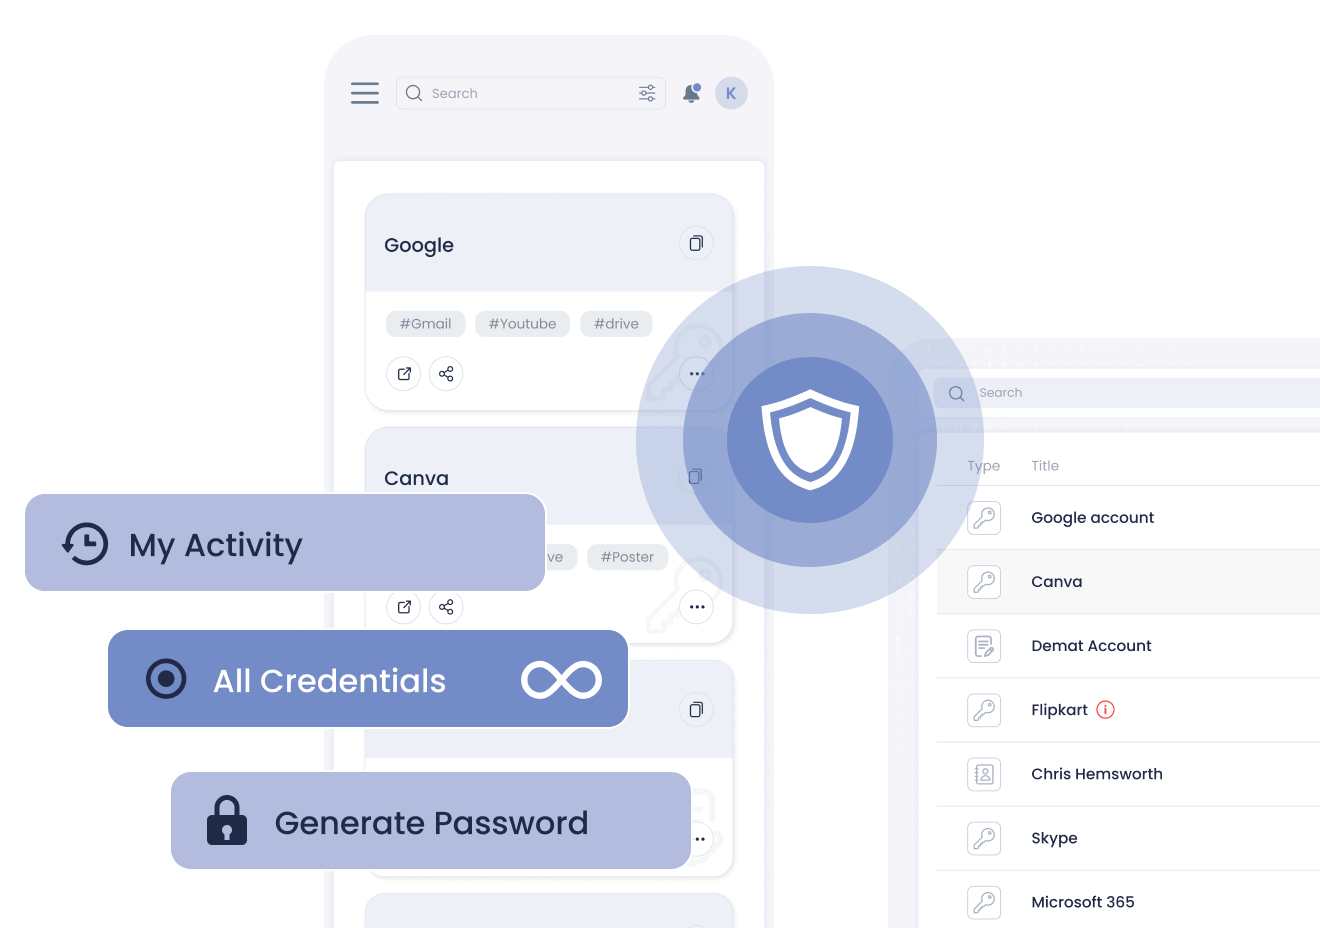 Search
K
Google
#Gmail #Youtube #drive
Canva
#Poster
My Activity
All Credentials
Generate Password
Search
Type Title
Google account
Canva
Demat Account
Flipkart
Chris Hemsworth
Skype
Microsoft 365